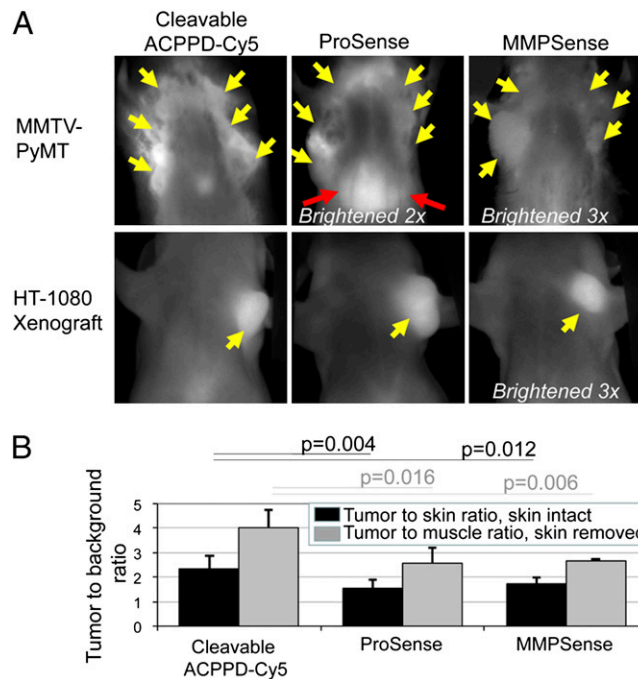 A
Cleavable
ACPPD-Cy5
ProSense
MMPSense
MMTV-
PyMT
Brightened 2x
Brightened 3x
HT-1080
Xenograft
Brightened 3x
B
p=0.004
p=0.012
p=0.016
p=0.006
Tumor to background
ratio
5
4
3
2
1
0
Tumor to skin ratio, skin intact
Tumor to muscle ratio, skin removed
Cleavable
ACPPD-Cy5
ProSense
MMPSense